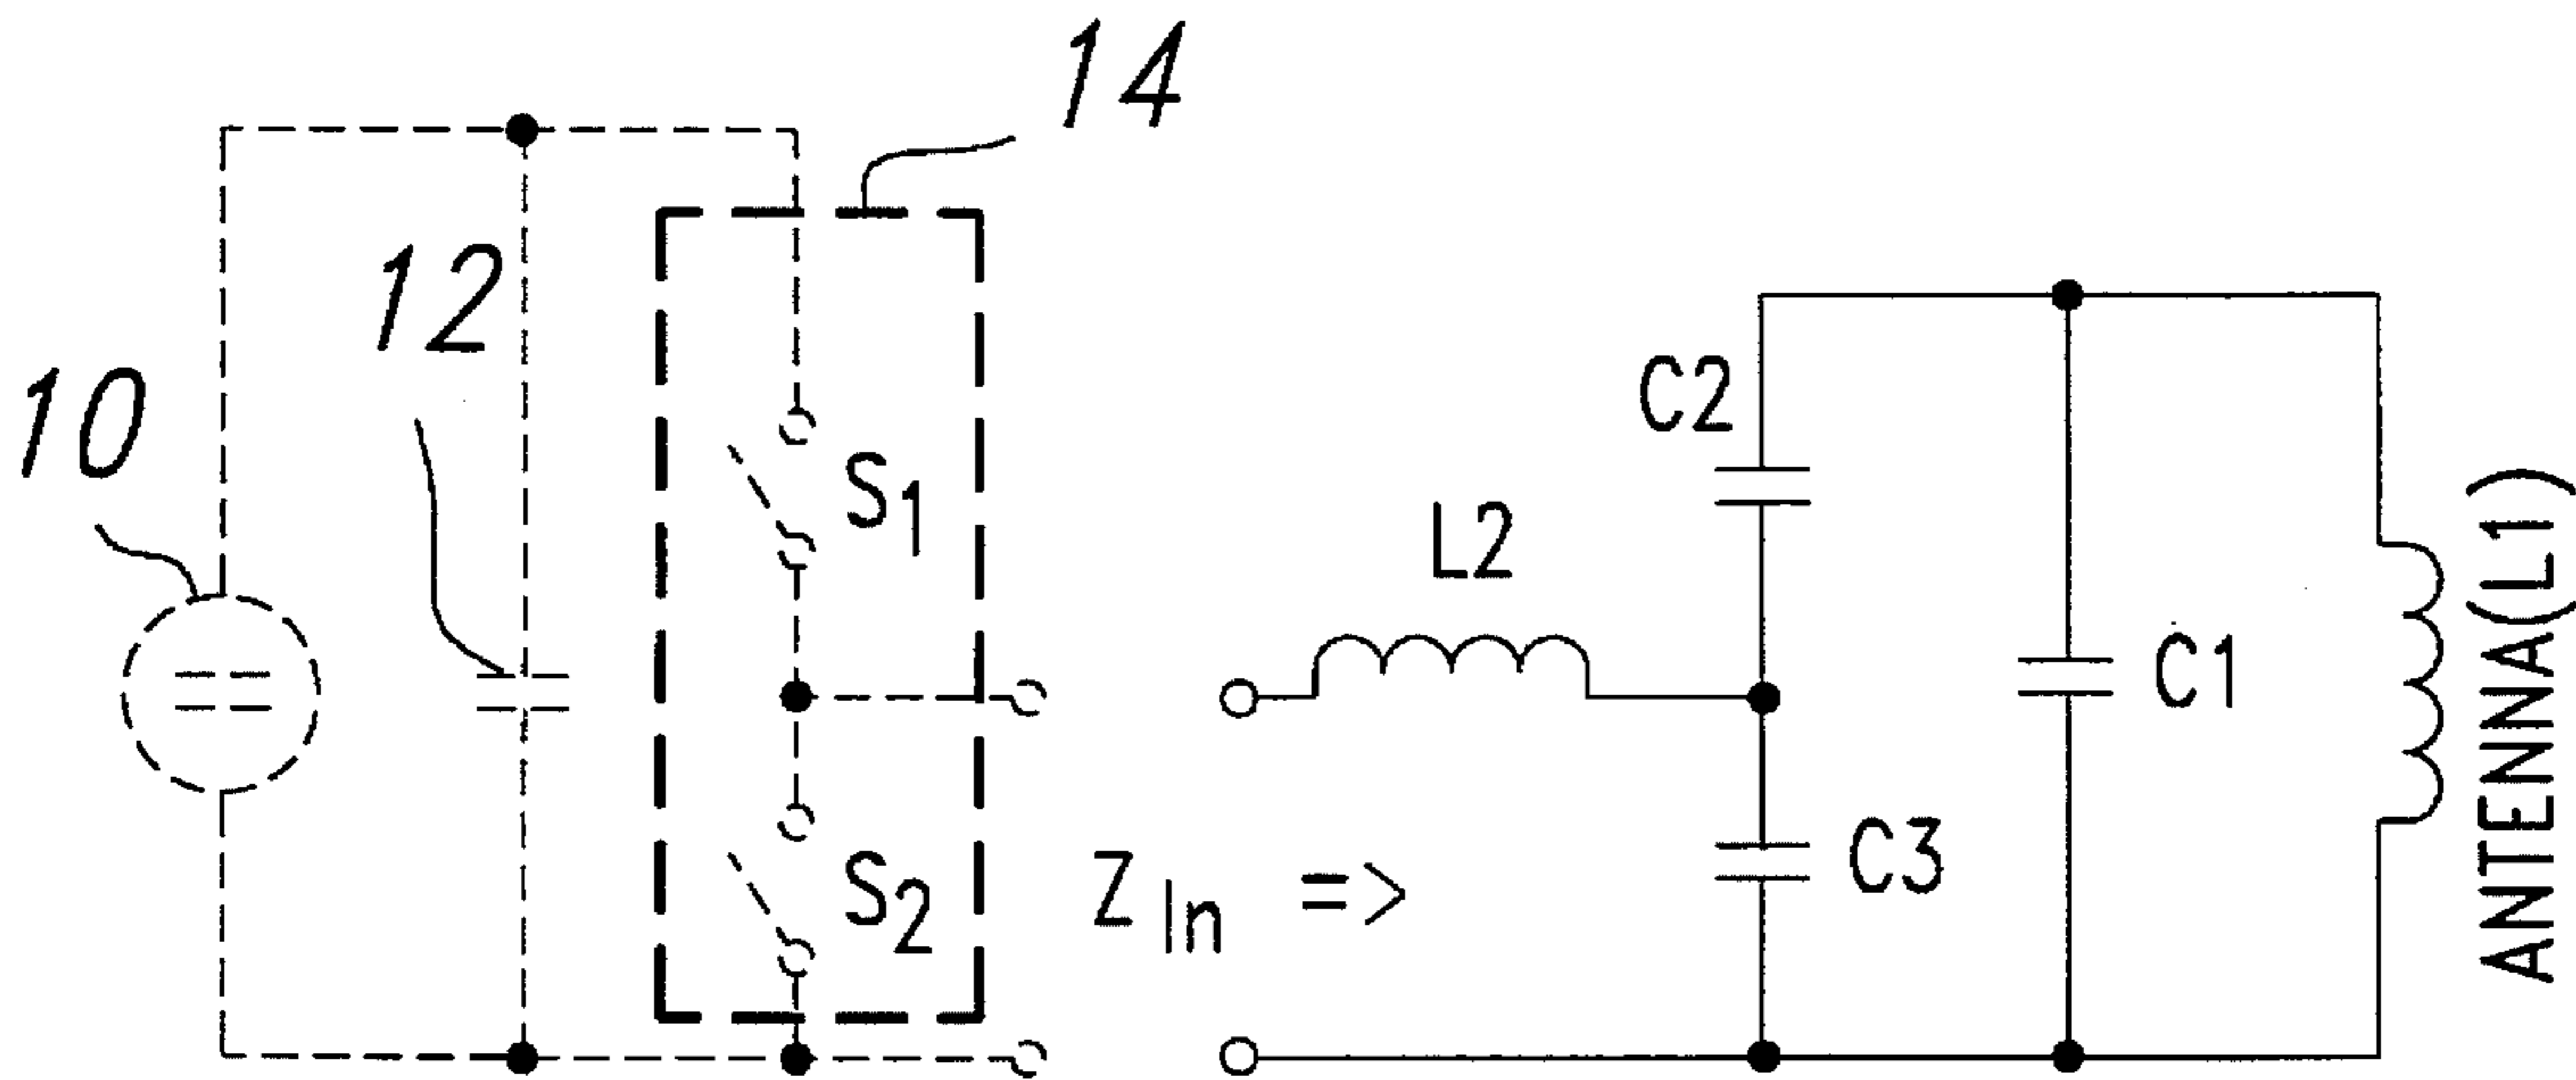 14
12
10
S1
S2
C2
L2
C1
C3
ZIn =>
ANTENNA(L1)